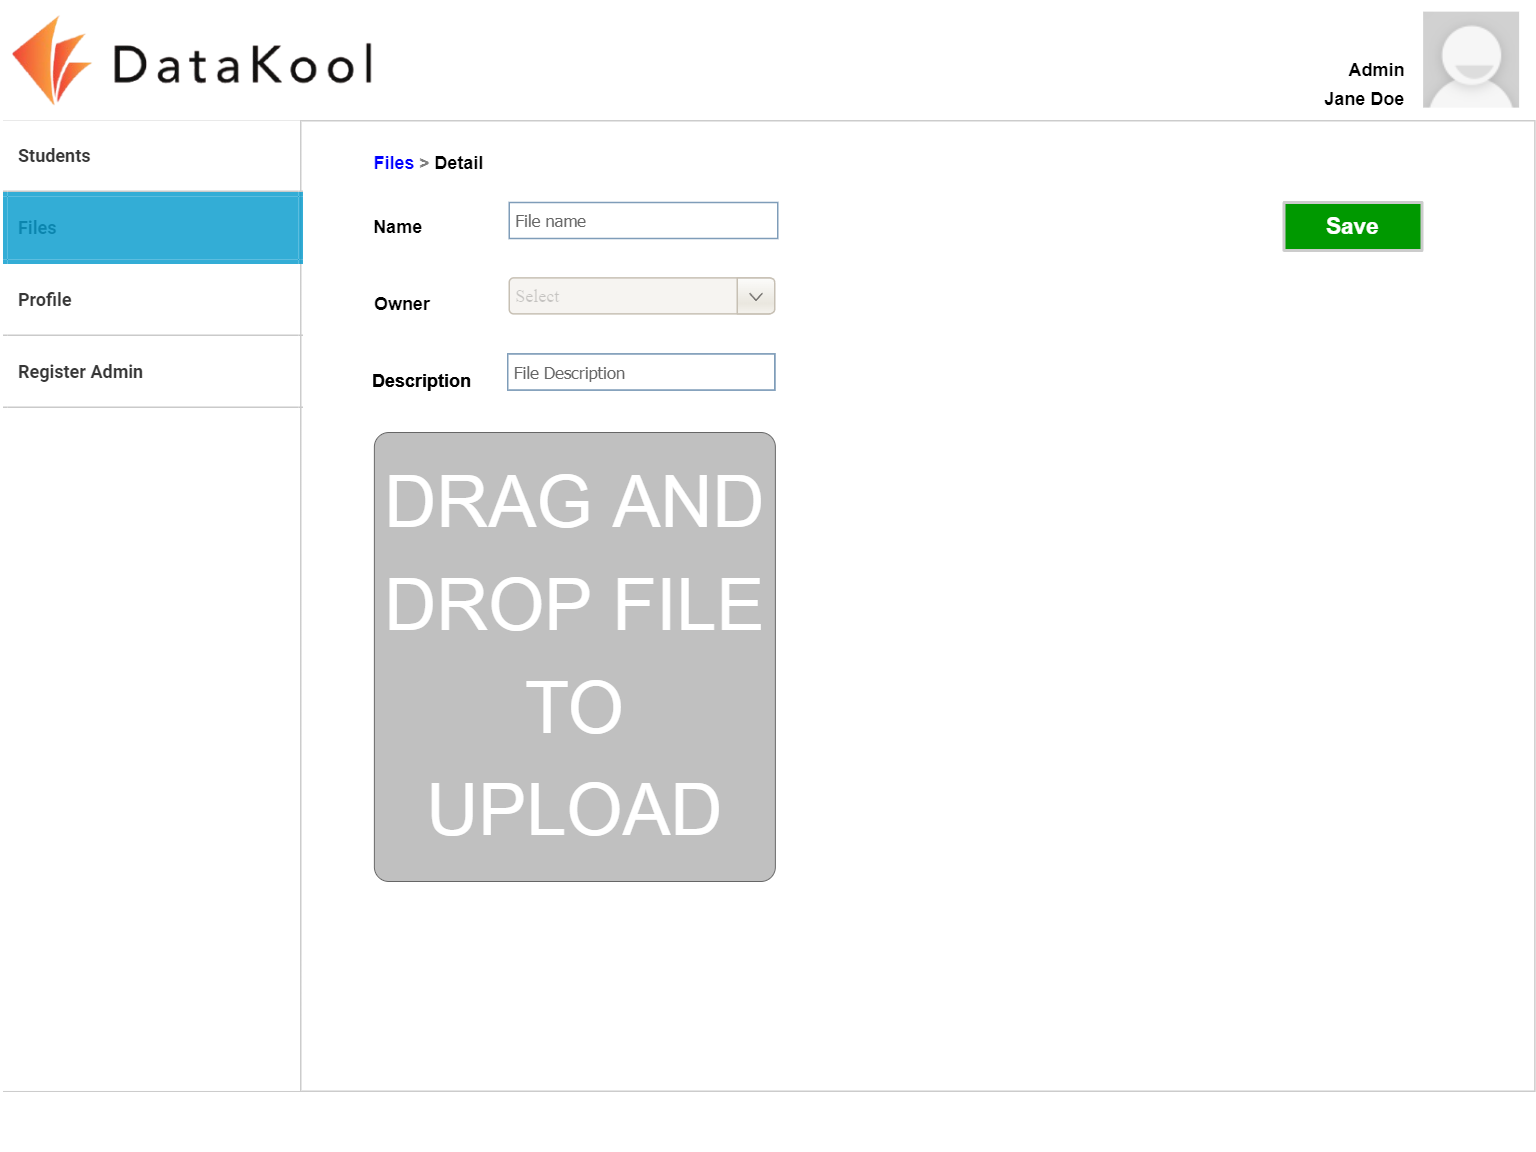 DataKool
Admin
Jane Doe
Students
Files
Profile
Register Admin
Files > Detail
Name
File name
Save
Owner
Select
Description
File Description
DRAG AND
DROP FILE
TO
UPLOAD